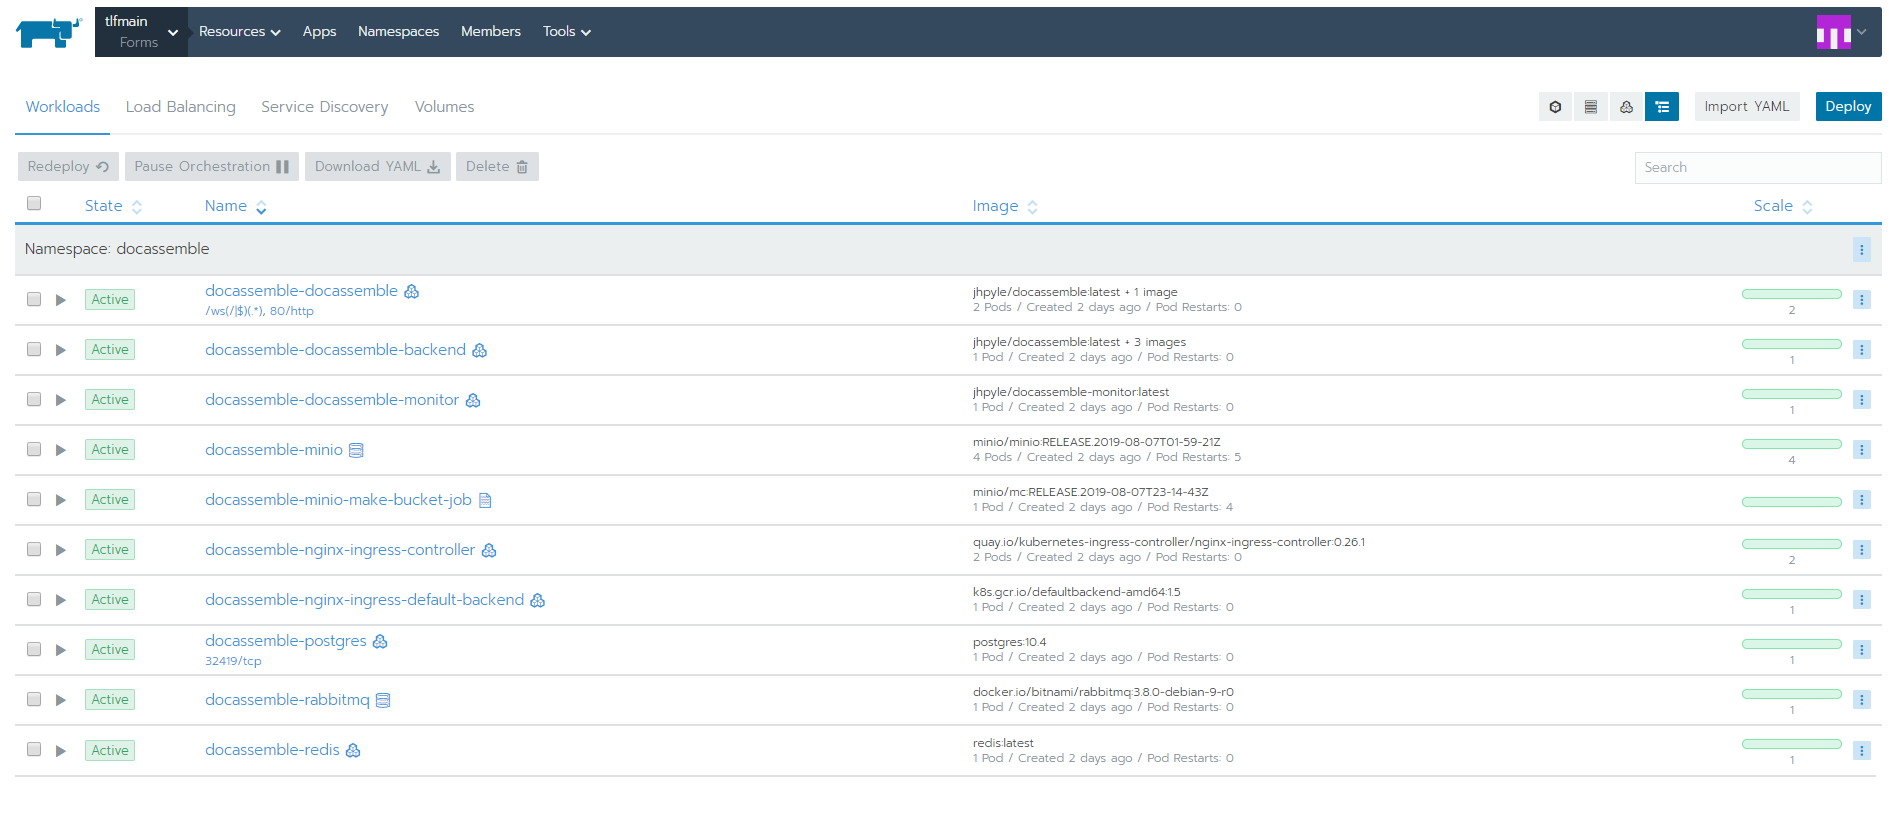 tlfmain
Forms
Resources
Apps
Namespaces
Members
Tools
Workloads
Load Balancing
Service Discovery
Volumes
Import YAML
Deploy
Redeploy
Pause Orchestration
Download YAML
Delete
Search
State
Name
Image
Scale
Namespace: docassemble
Active
docassemble-docassemble
/ws(/|$)(.*), 80/http
jhpyle/docassemble:latest + 1 image
2 Pods / Created 2 days ago / Pod Restarts: 0
2
Active
docassemble-docassemble-backend
jhpyle/docassemble:latest + 3 images
1 Pod / Created 2 days ago / Pod Restarts: 0
1
Active
docassemble-docassemble-monitor
jhpyle/docassemble-monitor:latest
1 Pod / Created 2 days ago / Pod Restarts: 0
1
Active
docassemble-minio
minio/minio:RELEASE.2019-08-07T01-59-21Z
4 Pods / Created 2 days ago / Pod Restarts: 5
4
Active
docassemble-minio-make-bucket-job
minio/mc:RELEASE.2019-08-07T23-14-43Z
1 Pod / Created 2 days ago / Pod Restarts: 4
Active
docassemble-nginx-ingress-controller
quay.io/kubernetes-ingress-controller/nginx-ingress-controller:0.26.1
2 Pods / Created 2 days ago / Pod Restarts: 0
2
Active
docassemble-nginx-ingress-default-backend
k8s.gcr.io/defaultbackend-amd64:1.5
1 Pod / Created 2 days ago / Pod Restarts: 0
1
Active
docassemble-postgres
32419/tcp
postgres:10.4
1 Pod / Created 2 days ago / Pod Restarts: 0
1
Active
docassemble-rabbitmq
docker.io/bitnami/rabbitmq:3.8.0-debian-9-r0
1 Pod / Created 2 days ago / Pod Restarts: 0
1
Active
docassemble-redis
redis:latest
1 Pod / Created 2 days ago / Pod Restarts: 0
1